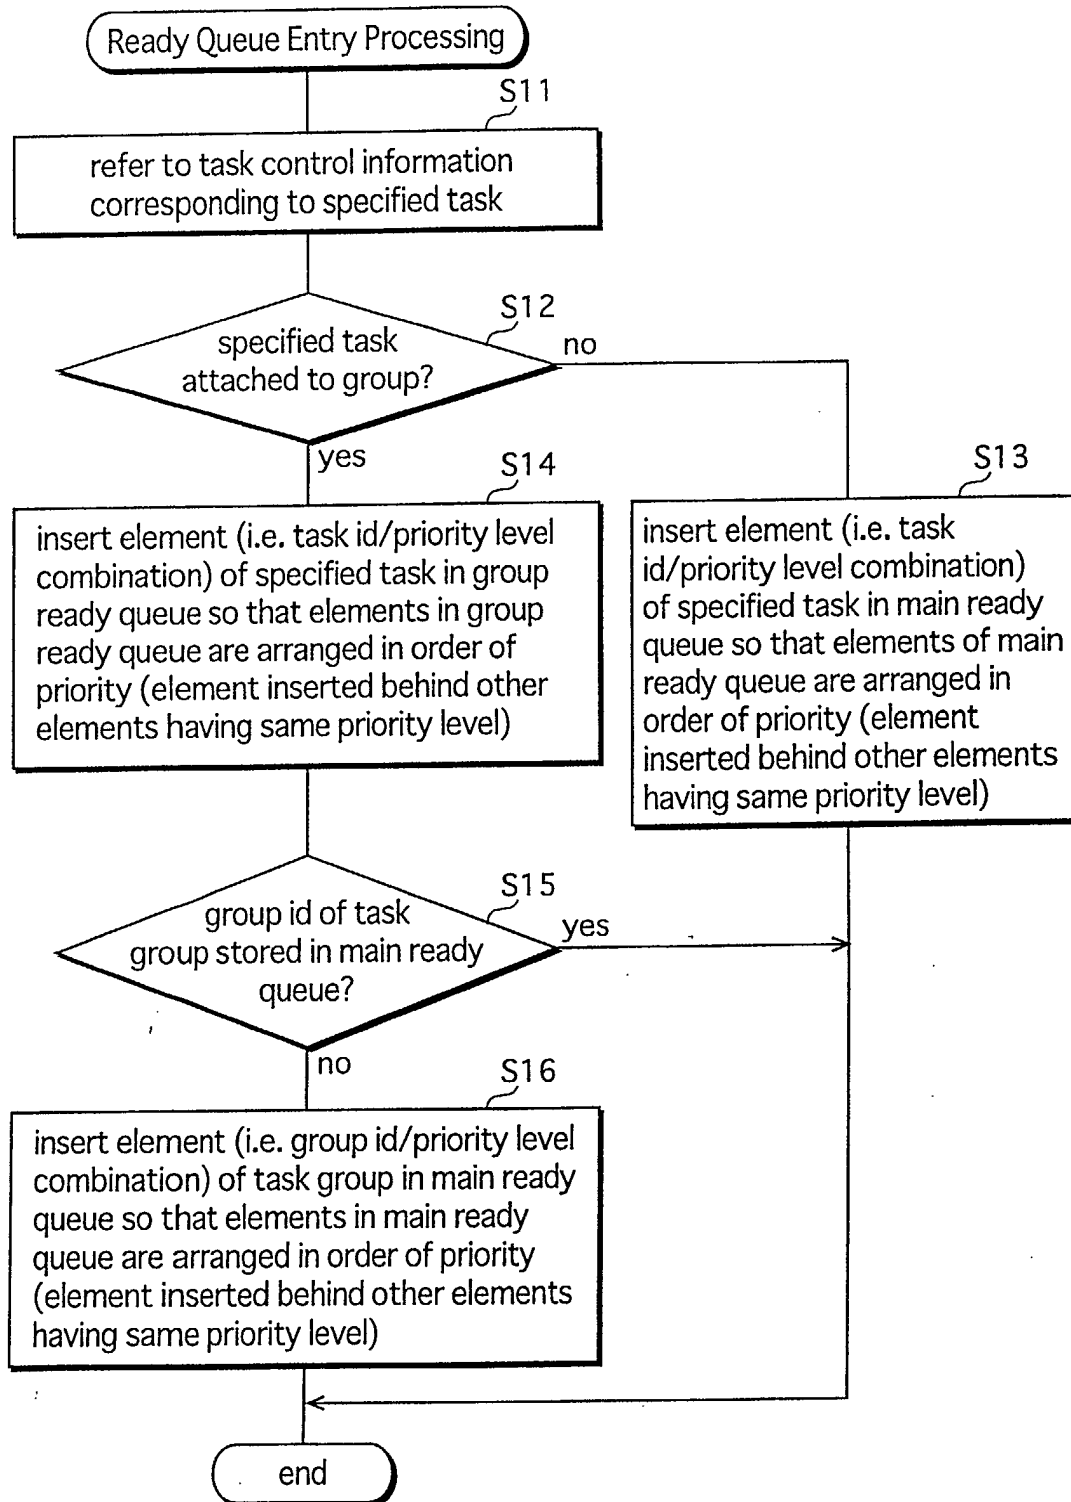 Ready Queue Entry Processing
S11
refer to task control information
corresponding to specified task
S12
specified task
attached to group?
no
yes
S14
insert element (i.e. task id/priority level
combination) of specified task in group
ready queue so that elements in group
ready queue are arranged in order of
priority (element inserted behind other
elements having same priority level)
S13
insert element (i.e. task
id/priority level combination)
of specified task in main ready
queue so that elements of main
ready queue are arranged in
order of priority (element
inserted behind other elements
having same priority level)
S15
group id of task
group stored in main ready
queue?
yes
no
S16
insert element (i.e. group id/priority level
combination) of task group in main ready
queue so that elements in main ready
queue are arranged in order of priority
(element inserted behind other elements
having same priority level)
end